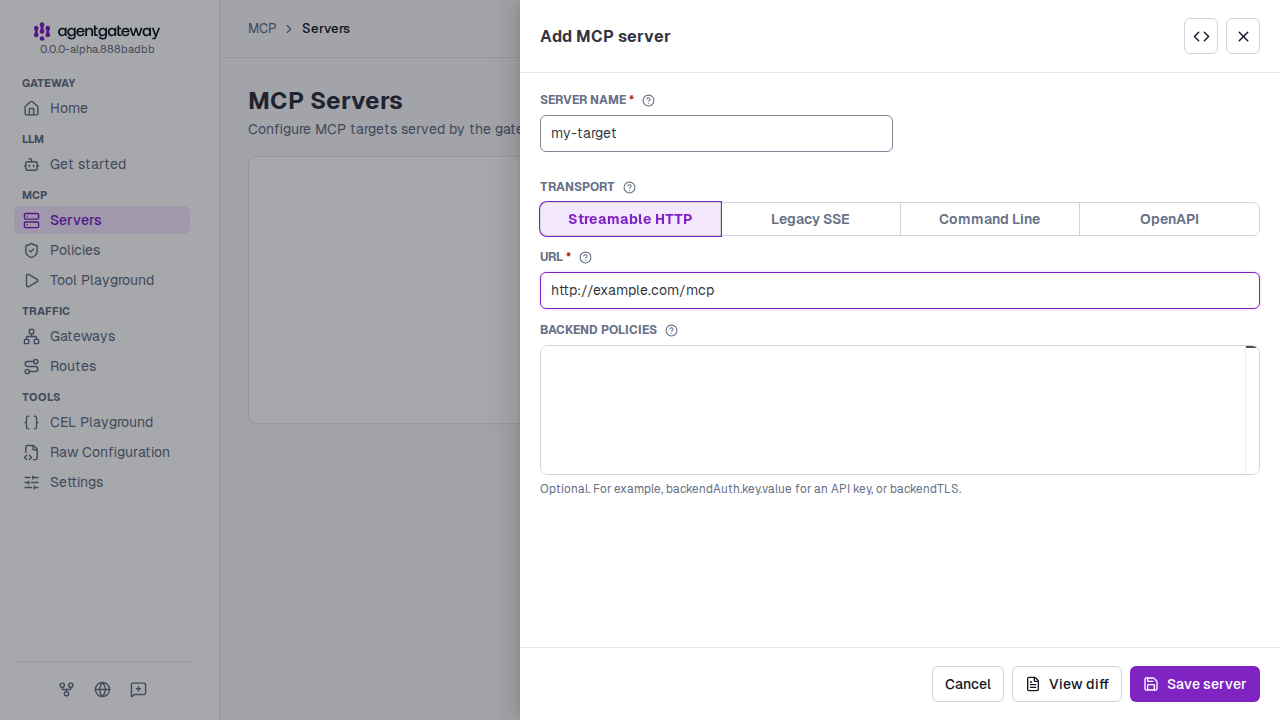 agentgateway
0.0.0-alpha.888badbb
GATEWAY
Home
LLM
Get started
MCP
Servers
Policies
Tool Playground
TRAFFIC
Gateways
Routes
TOOLS
CEL Playground
Raw Configuration
Settings
MCP > Servers
MCP Servers
Configure MCP targets served by the gate
Add MCP server
SERVER NAME *
my-target
TRANSPORT
Streamable HTTP
Legacy SSE
Command Line
OpenAPI
URL *
http://example.com/mcp
BACKEND POLICIES
Optional. For example, backendAuth.key.value for an API key, or backendTLS.
Cancel
View diff
Save server